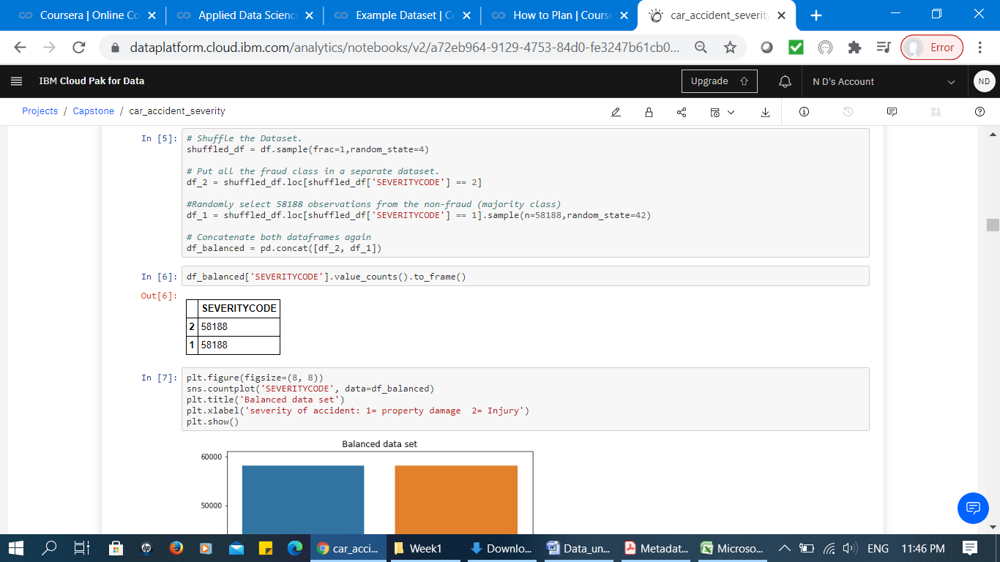 Coursera | Online Co
Applied Data Scienc
Example Dataset | Co
How to Plan | Course
car_accident_severity
dataplatform.cloud.ibm.com/analytics/notebooks/v2/a72eb964-9129-4753-84d0-fe3247b61cb0...
Error
IBM Cloud Pak for Data
Upgrade
N D's Account
ND
Projects / Capstone / car_accident_severity
In [5]:
# Shuffle the Dataset.
shuffled_df = df.sample(frac=1,random_state=4)
# Put all the fraud class in a separate dataset.
df_2 = shuffled_df.loc[shuffled_df['SEVERITYCODE'] == 2]
#Randomly select 58188 observations from the non-fraud (majority class)
df_1 = shuffled_df.loc[shuffled_df['SEVERITYCODE'] == 1].sample(n=58188,random_state=42)
# Concatenate both dataframes again
df_balanced = pd.concat([df_2, df_1])
In [6]:
df_balanced['SEVERITYCODE'].value_counts().to_frame()
Out[6]:
SEVERITYCODE
2 58188
1 58188
In [7]:
plt.figure(figsize=(8, 8))
sns.countplot('SEVERITYCODE', data=df_balanced)
plt.title('Balanced data set')
plt.xlabel('severity of accident: 1= property damage  2= Injury')
plt.show()
Balanced data set
60000
50000
hp
car_acci...
Week1
Downlo...
Data_un...
Metadat...
Microso...
ENG
11:46 PM